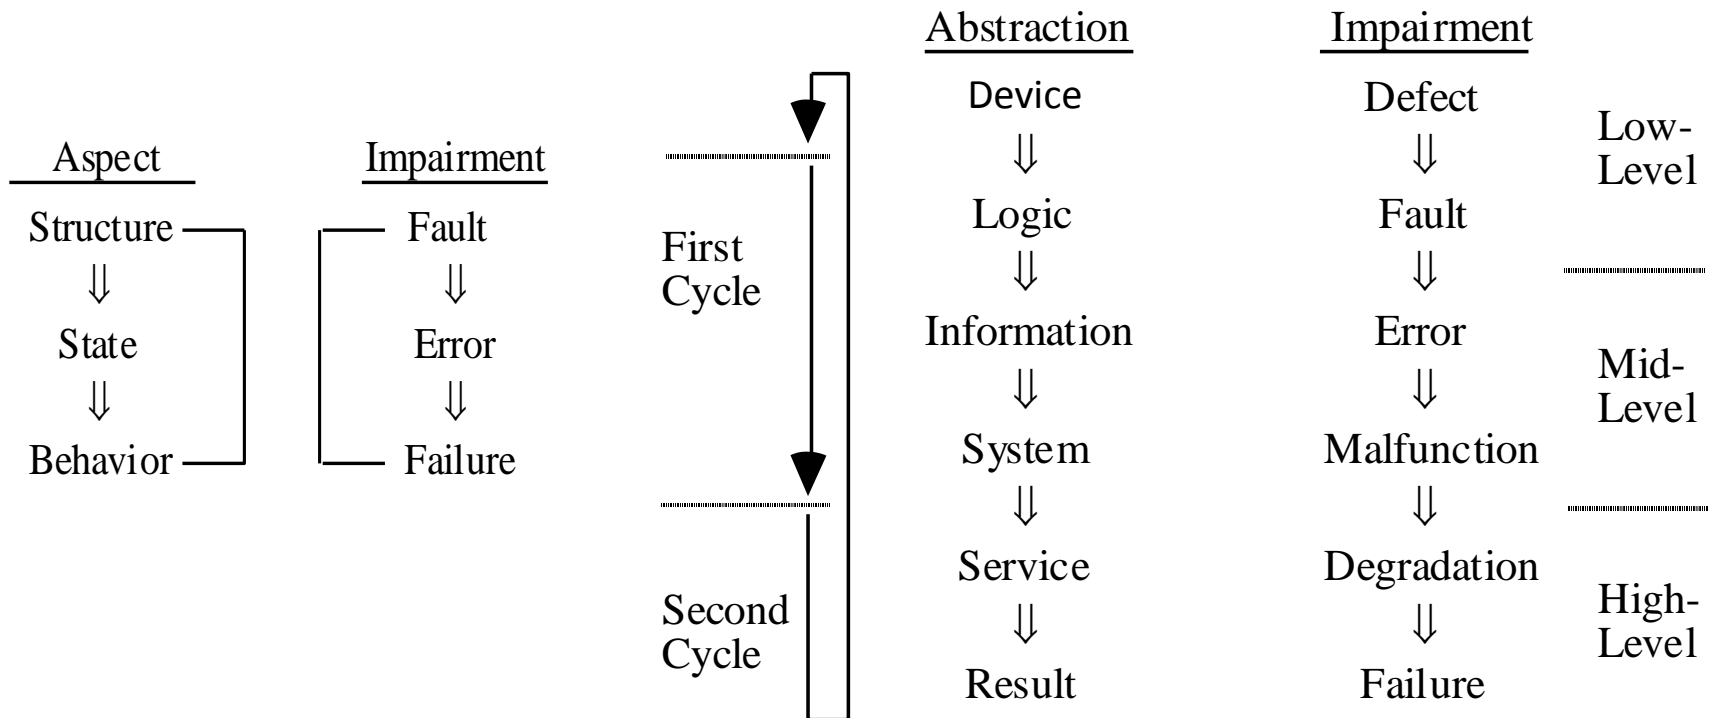 Aspect
Impairment
Structure
Fault
⇓
⇓
State
Error
⇓
⇓
Behavior
Failure
First
Cycle
Second
Cycle
Abstraction
Impairment
Device
Defect
⇓
⇓
Logic
Fault
⇓
⇓
Information
Error
⇓
⇓
System
Malfunction
⇓
⇓
Service
Degradation
⇓
⇓
Result
Failure
Low-
Level
Mid-
Level
High-
Level